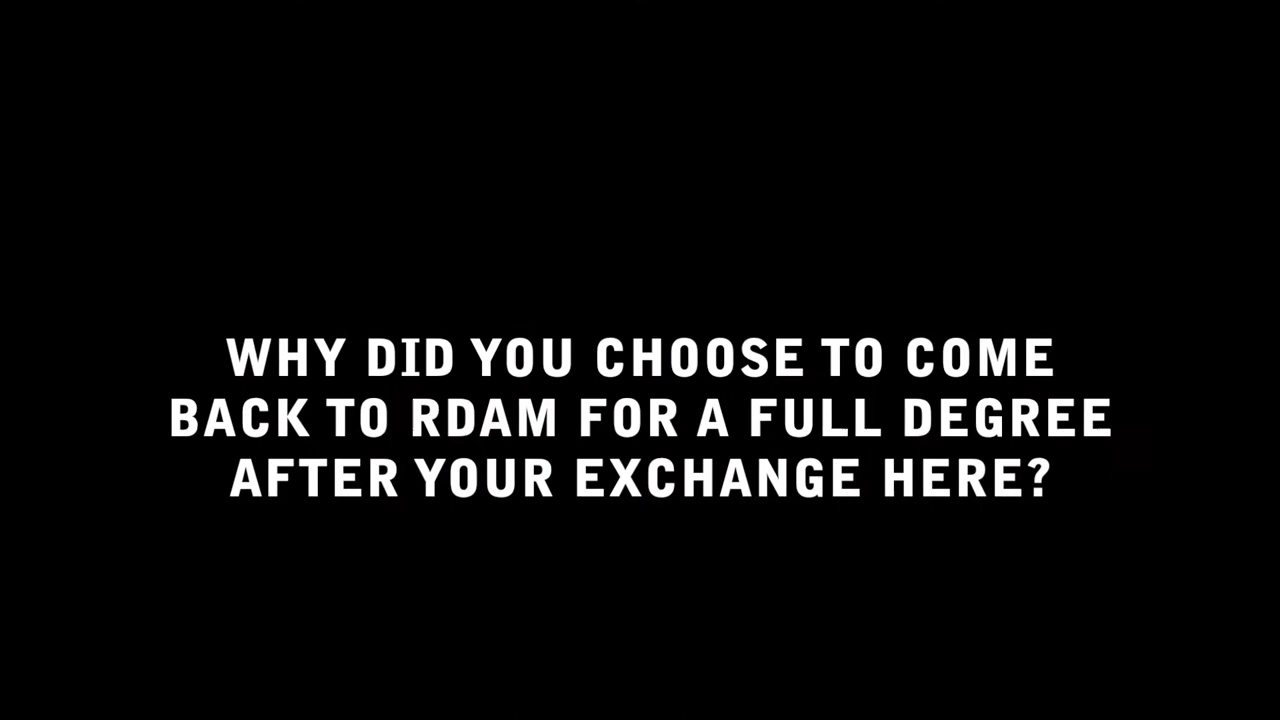 WHY DID YOU CHOOSE TO COME
BACK TO RDAM FOR A FULL DEGREE
AFTER YOUR EXCHANGE HERE?